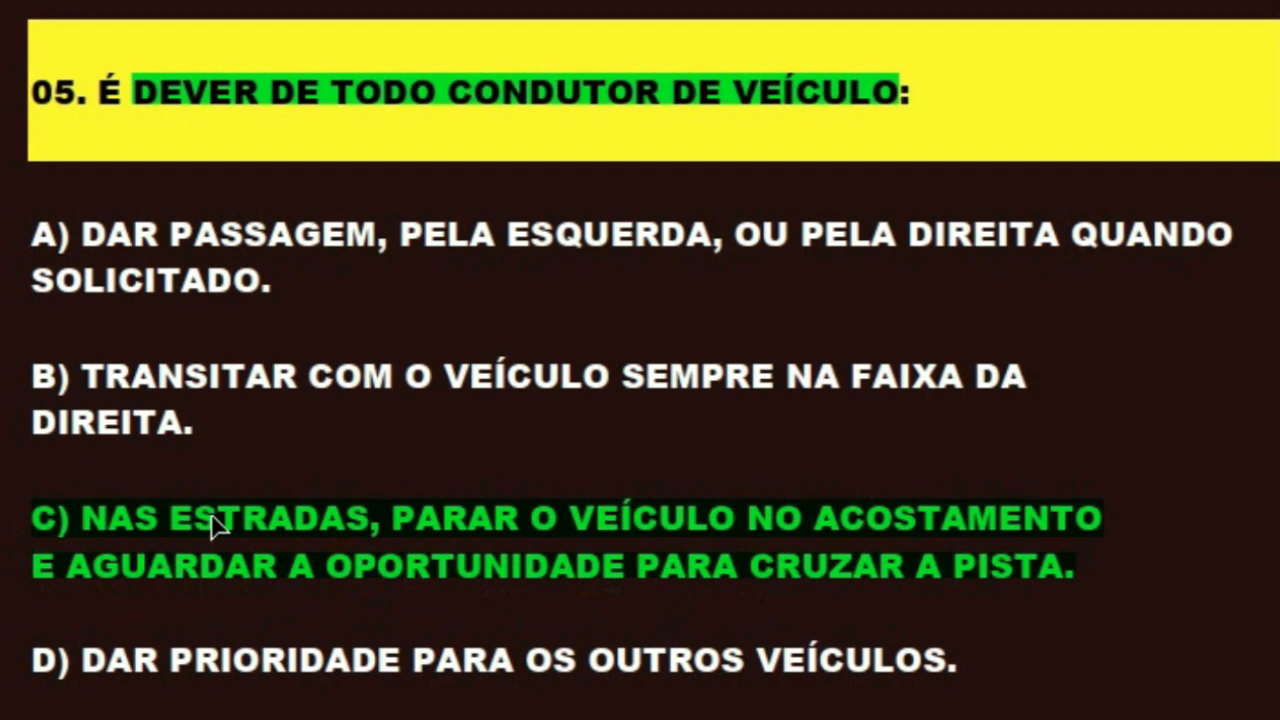 05. É DEVER DE TODO CONDUTOR DE VEÍCULO:
A) DAR PASSAGEM, PELA ESQUERDA, OU PELA DIREITA QUANDO
SOLICITADO.
B) TRANSITAR COM O VEÍCULO SEMPRE NA FAIXA DA
DIREITA.
C) NAS ESTRADAS, PARAR O VEÍCULO NO ACOSTAMENTO
E AGUARDAR A OPORTUNIDADE PARA CRUZAR A PISTA.
D) DAR PRIORIDADE PARA OS OUTROS VEÍCULOS.